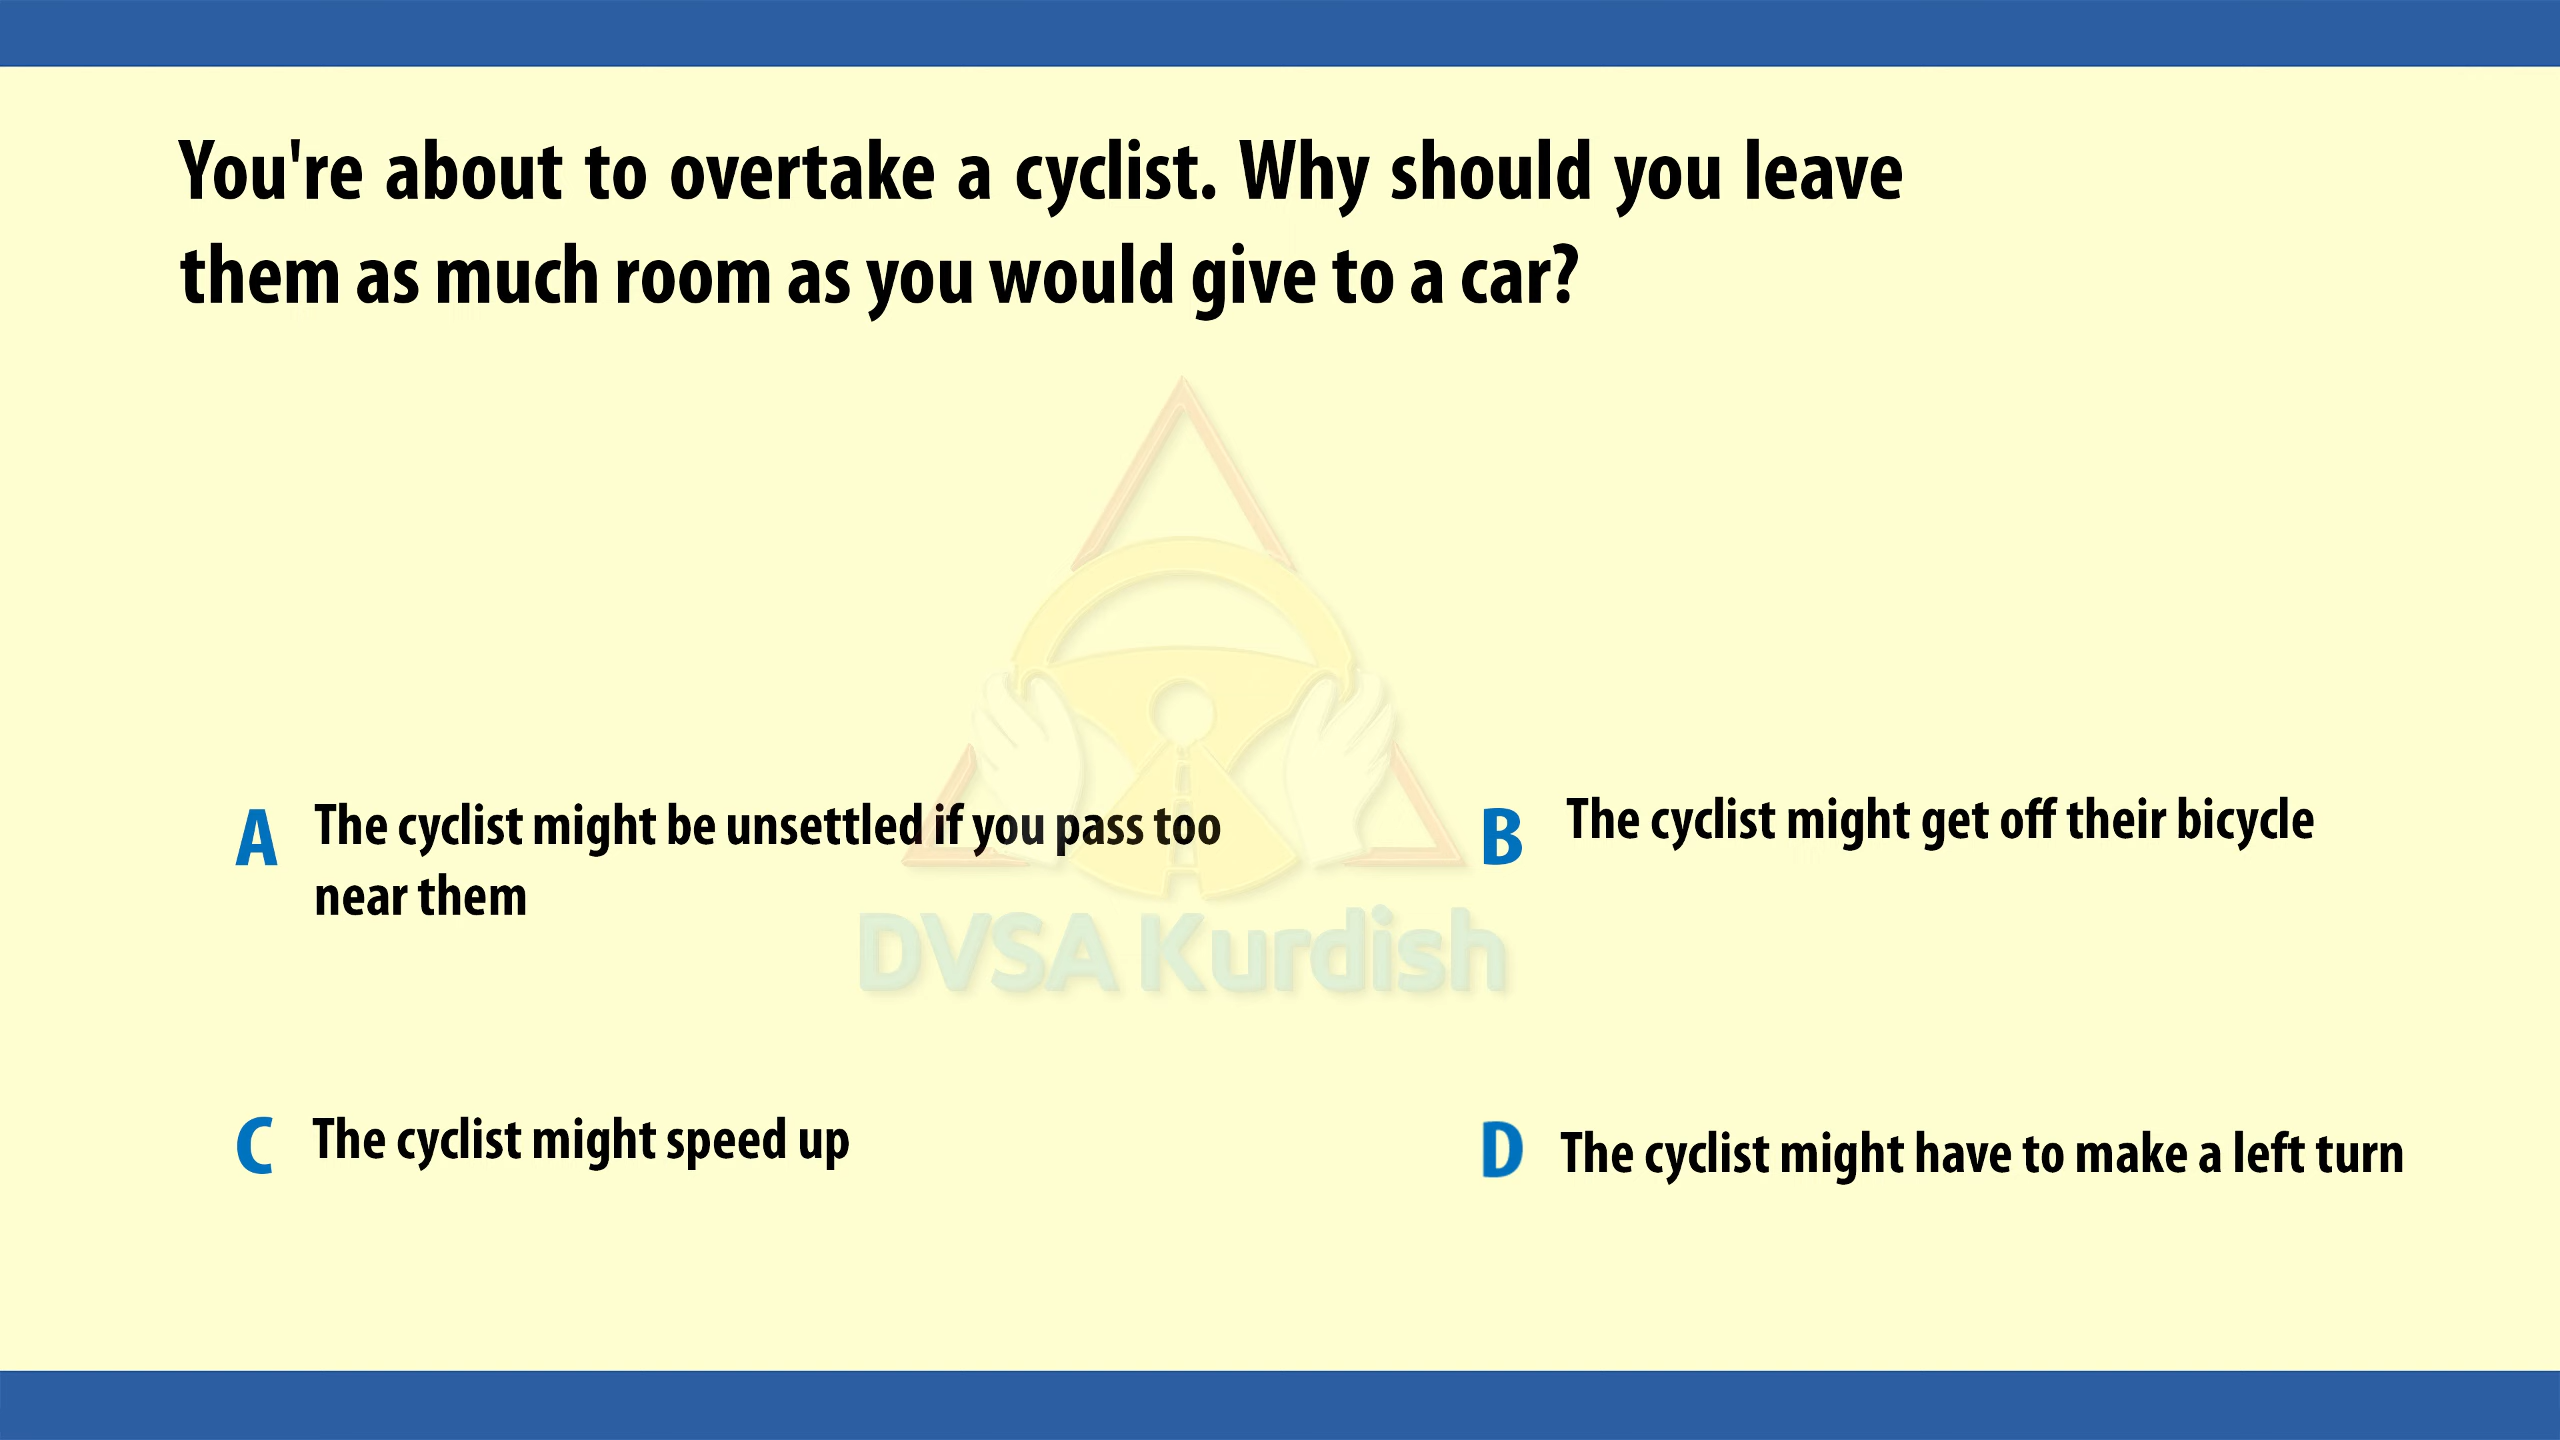 You're about to overtake a cyclist. Why should you leave
them as much room as you would give to a car?
A The cyclist might be unsettled if you pass too
near them
B The cyclist might get off their bicycle
DVSA Kurdish
C The cyclist might speed up
D The cyclist might have to make a left turn